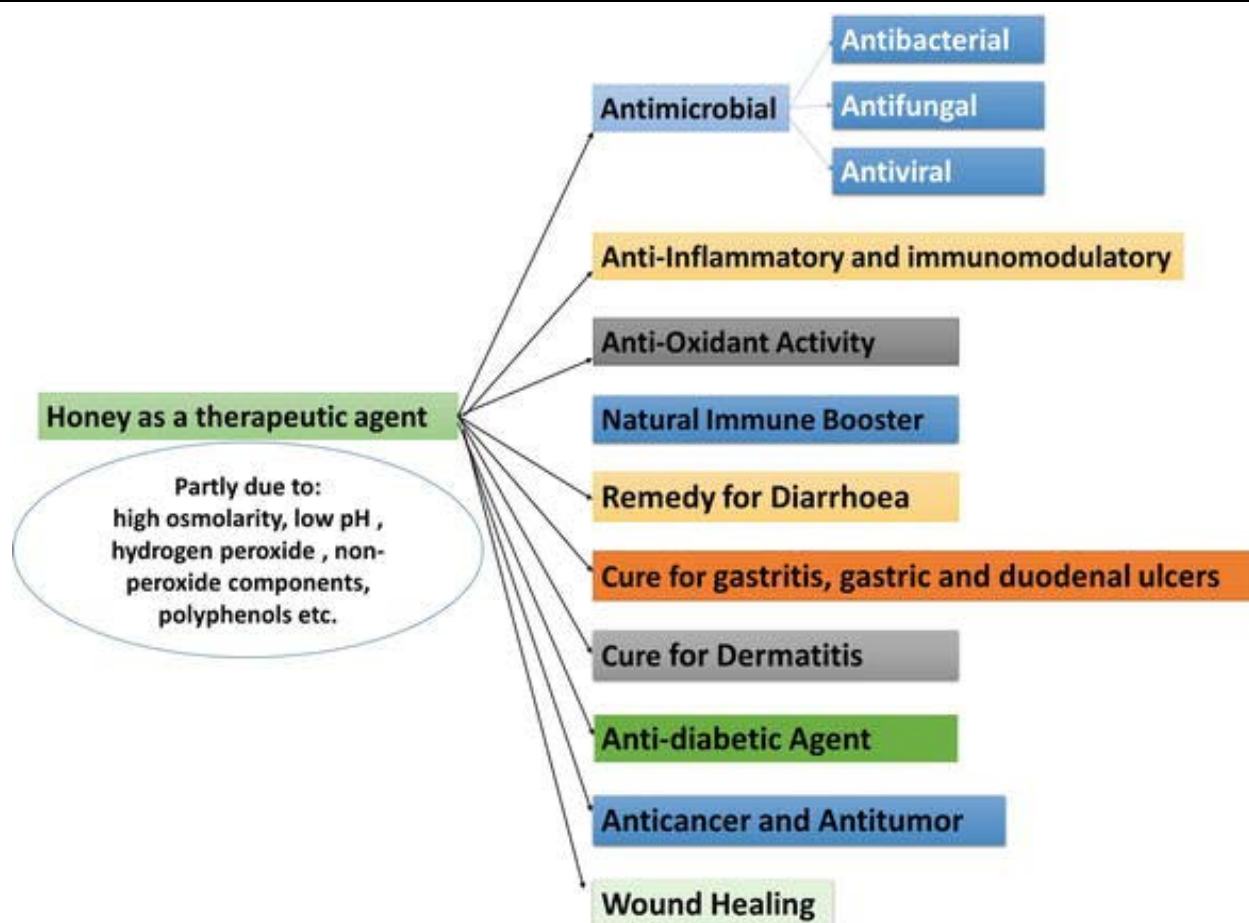 Antibacterial
Antimicrobial
Antifungal
Antiviral
Anti-Inflammatory and immunomodulatory
Anti-Oxidant Activity
Honey as a therapeutic agent
Natural Immune Booster
Partly due to:
high osmolarity, low pH ,
hydrogen peroxide , non-
peroxide components,
polyphenols etc.
Remedy for Diarrhoea
Cure for gastritis, gastric and duodenal ulcers
Cure for Dermatitis
Anti-diabetic Agent
Anticancer and Antitumor
Wound Healing